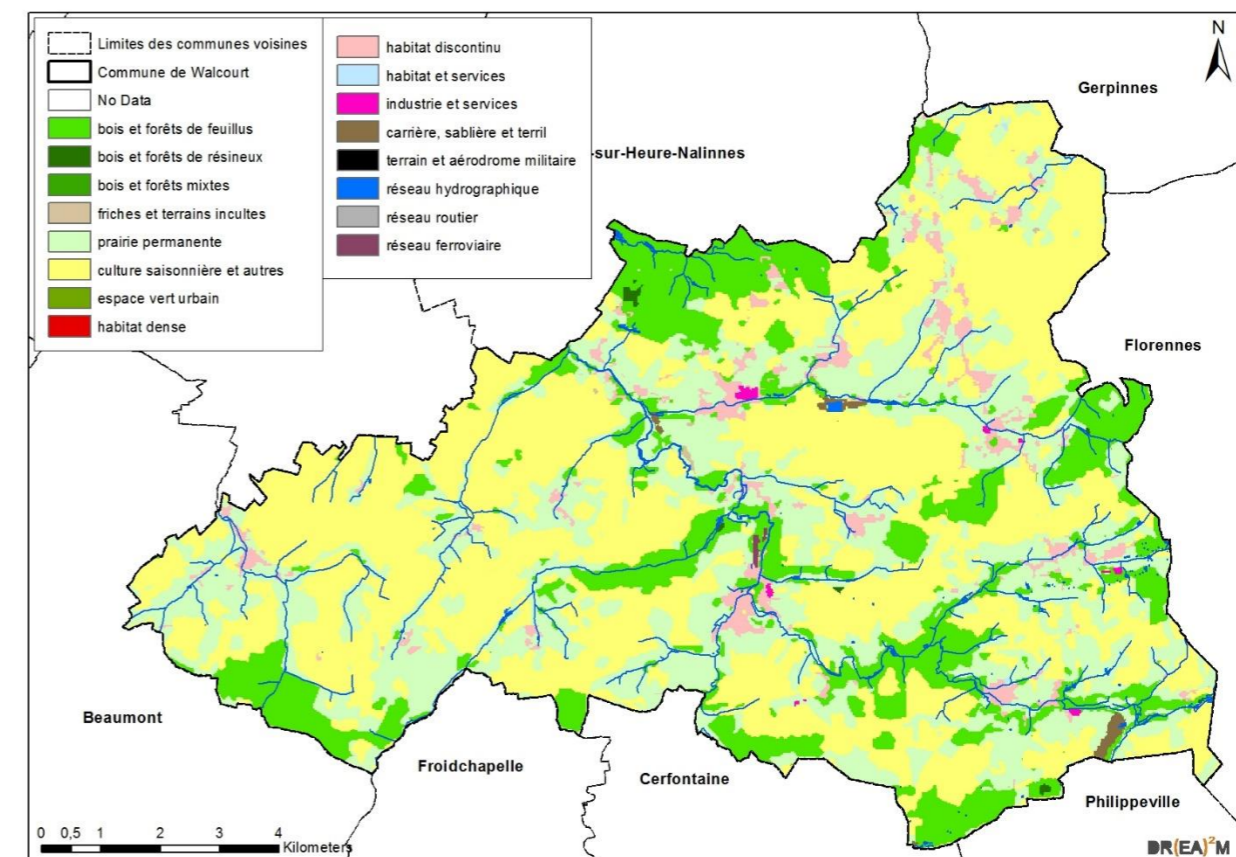 Limites des communes voisines
Commune de Walcourt
No Data
bois et forêts de feuillus
bois et forêts de résineux
bois et forêts mixtes
friches et terrains incultes
prairie permanente
culture saisonnière et autres
espace vert urbain
habitat dense
habitat discontinu
habitat et services
industrie et services
carrière, sablière et terril
terrain et aérodrome militaire
réseau hydrographique
réseau routier
réseau ferroviaire
N
Gerpinnes
-sur-Heure-Nalinnes
Florennes
Beaumont
Froidchapelle
Cerfontaine
Philippeville
0 0,5 1 2 3 4
Kilometers
DR(EA)²M